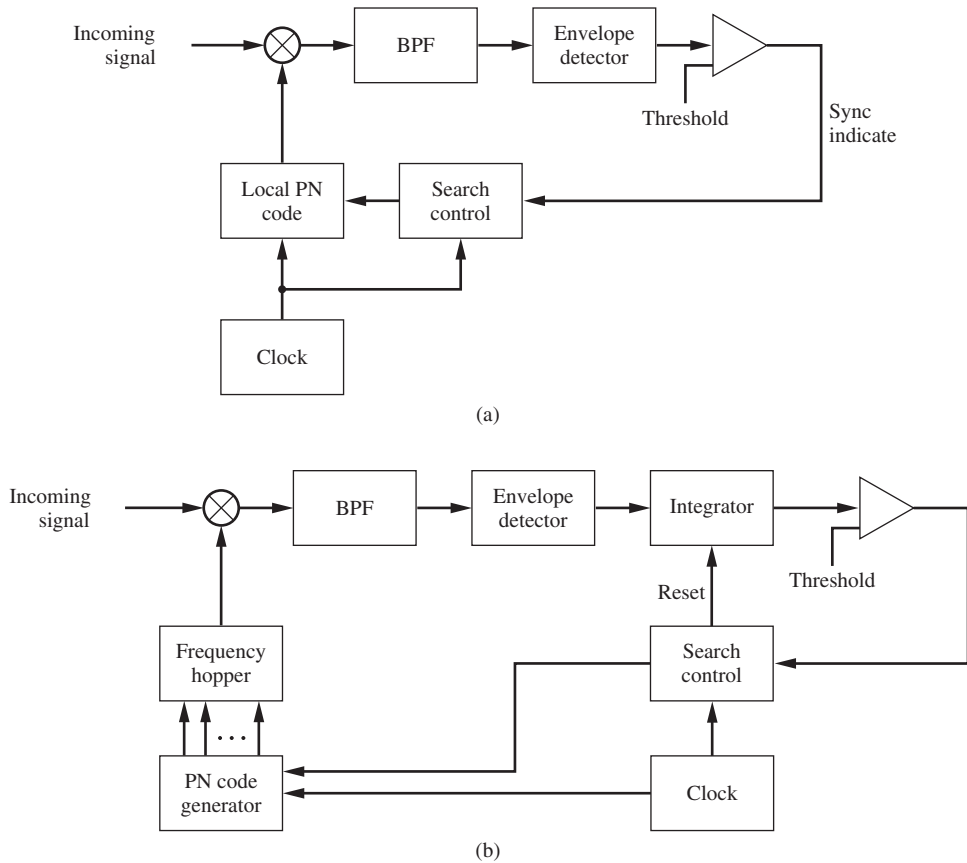 Incoming
signal
BPF
Envelope
detector
Threshold
Sync
indicate
Local PN
code
Search
control
Clock
(a)
Incoming
signal
BPF
Envelope
detector
Integrator
Threshold
Reset
Frequency
hopper
Search
control
PN code
generator
Clock
(b)